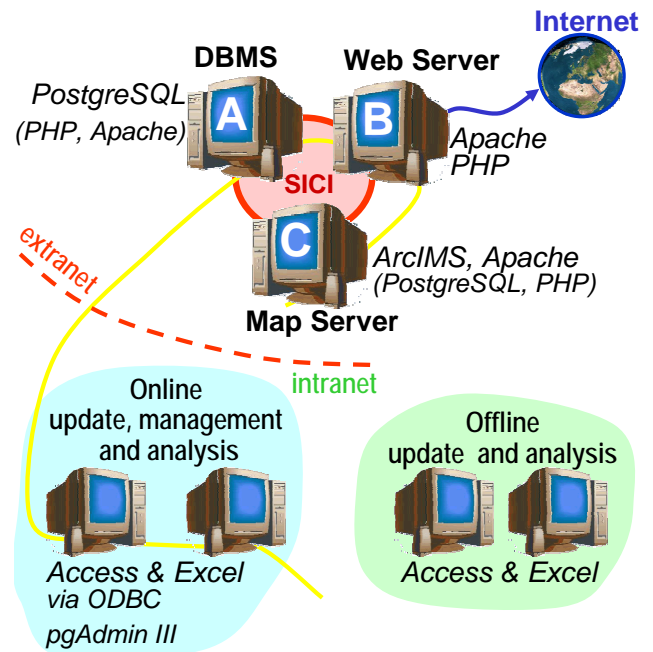 Internet
DBMS
Web Server
PostgreSQL
(PHP, Apache)
A
B
Apache
PHP
SICI
C
ArcIMS, Apache
(PostgreSQL, PHP)
Map Server
extranet
intranet
Online
update, management
and analysis
Access & Excel
via ODBC
pgAdmin III
Offline
update and analysis
Access & Excel